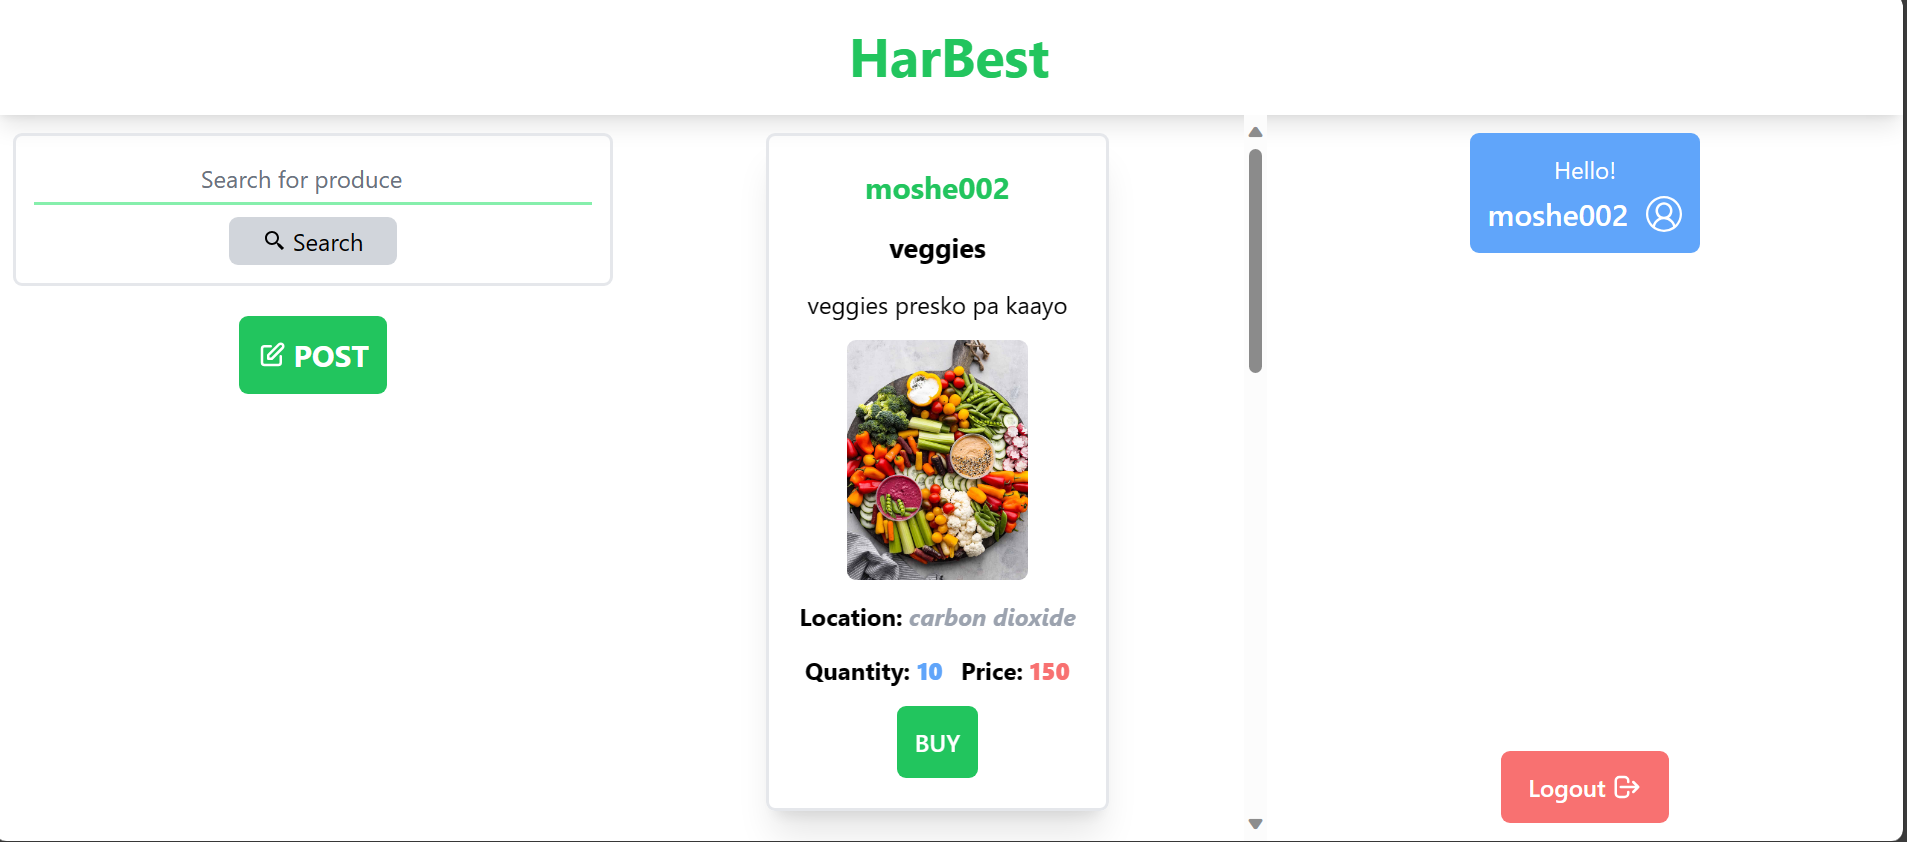 HarBest
Search for produce
Search
POST
moshe002
veggies
veggies presko pa kaayo
Location: carbon dioxide
Quantity: 10 Price: 150
BUY
Hello!
moshe002
Logout